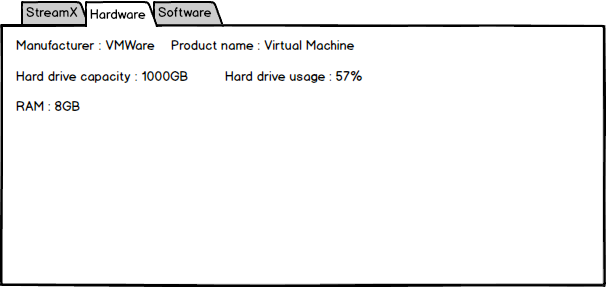 StreamX Hardware Software
Manufacturer : VMWare Product name : Virtual Machine
Hard drive capacity : 1000GB Hard drive usage : 57%
RAM : 8GB